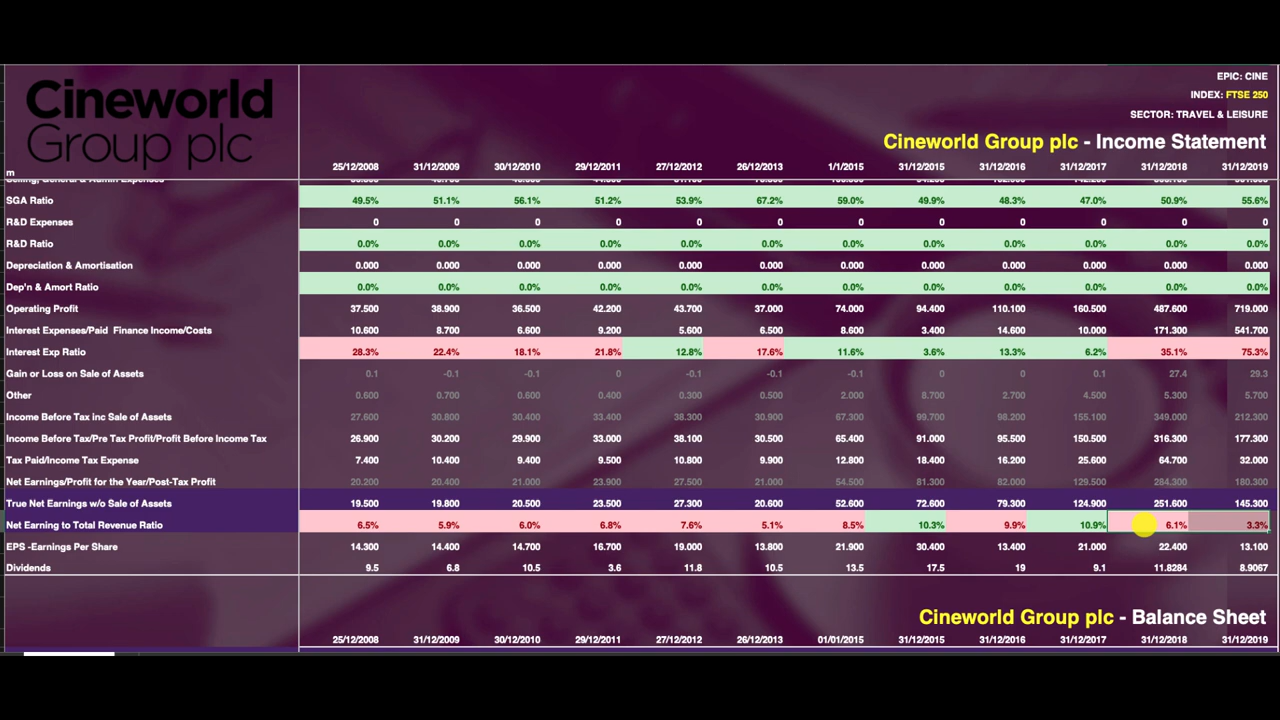 Cineworld
Group plc
EPIC: CINE
INDEX: FTSE 250
SECTOR: TRAVEL & LEISURE
Cineworld Group plc - Income Statement
m 25/12/2008 31/12/2009 30/12/2010 29/12/2011 27/12/2012 26/12/2013 1/1/2015 31/12/2015 31/12/2016 31/12/2017 31/12/2018 31/12/2019
Selling, General & Admin Expenses
SGA Ratio 49.5% 51.1% 56.1% 51.2% 53.9% 67.2% 59.0% 49.9% 48.3% 47.0% 50.9% 55.6%
R&D Expenses 0 0 0 0 0 0 0 0 0 0 0 0
R&D Ratio 0.0% 0.0% 0.0% 0.0% 0.0% 0.0% 0.0% 0.0% 0.0% 0.0% 0.0% 0.0%
Depreciation & Amortisation 0.000 0.000 0.000 0.000 0.000 0.000 0.000 0.000 0.000 0.000 0.000 0.000
Dep'n & Amort Ratio 0.0% 0.0% 0.0% 0.0% 0.0% 0.0% 0.0% 0.0% 0.0% 0.0% 0.0% 0.0%
Operating Profit 37.500 38.900 36.500 42.200 43.700 37.000 74.000 94.400 110.100 160.500 487.600 719.000
Interest Expenses/Paid Finance Income/Costs 10.600 8.700 6.600 9.200 5.600 6.500 8.600 3.400 14.600 10.000 171.300 541.700
Interest Exp Ratio 28.3% 22.4% 18.1% 21.8% 12.8% 17.6% 11.6% 3.6% 13.3% 6.2% 35.1% 75.3%
Gain or Loss on Sale of Assets 0.1 -0.1 -0.1 0 -0.1 -0.1 -0.1 0 0 0.1 27.4 29.3
Other 0.600 0.700 0.600 0.400 0.300 0.500 2.000 8.700 2.700 4.500 5.300 5.700
Income Before Tax inc Sale of Assets 27.600 30.800 30.400 33.400 38.300 30.900 67.300 99.700 98.200 155.100 349.000 212.300
Income Before Tax/Pre Tax Profit/Profit Before Income Tax 26.900 30.200 29.900 33.000 38.100 30.500 65.400 91.000 95.500 150.500 316.300 177.300
Tax Paid/Income Tax Expense 7.400 10.400 9.400 9.500 10.800 9.900 12.800 18.400 16.200 25.600 64.700 32.000
Net Earnings/Profit for the Year/Post-Tax Profit 20.200 20.400 21.000 23.900 27.500 21.000 54.500 81.300 82.000 129.500 284.300 180.300
True Net Earnings w/o Sale of Assets 19.500 19.800 20.500 23.500 27.300 20.600 52.600 72.600 79.300 124.900 251.600 145.300
Net Earning to Total Revenue Ratio 6.5% 5.9% 6.0% 6.8% 7.6% 5.1% 8.5% 10.3% 9.9% 10.9% 6.1% 3.3%
EPS -Earnings Per Share 14.300 14.400 14.700 16.700 19.000 13.800 21.900 30.400 13.400 21.000 22.400 13.100
Dividends 9.5 6.8 10.5 3.6 11.8 10.5 13.5 17.5 19 9.1 11.8284 8.9067
Cineworld Group plc - Balance Sheet
25/12/2008 31/12/2009 30/12/2010 29/12/2011 27/12/2012 26/12/2013 01/01/2015 31/12/2015 31/12/2016 31/12/2017 31/12/2018 31/12/2019